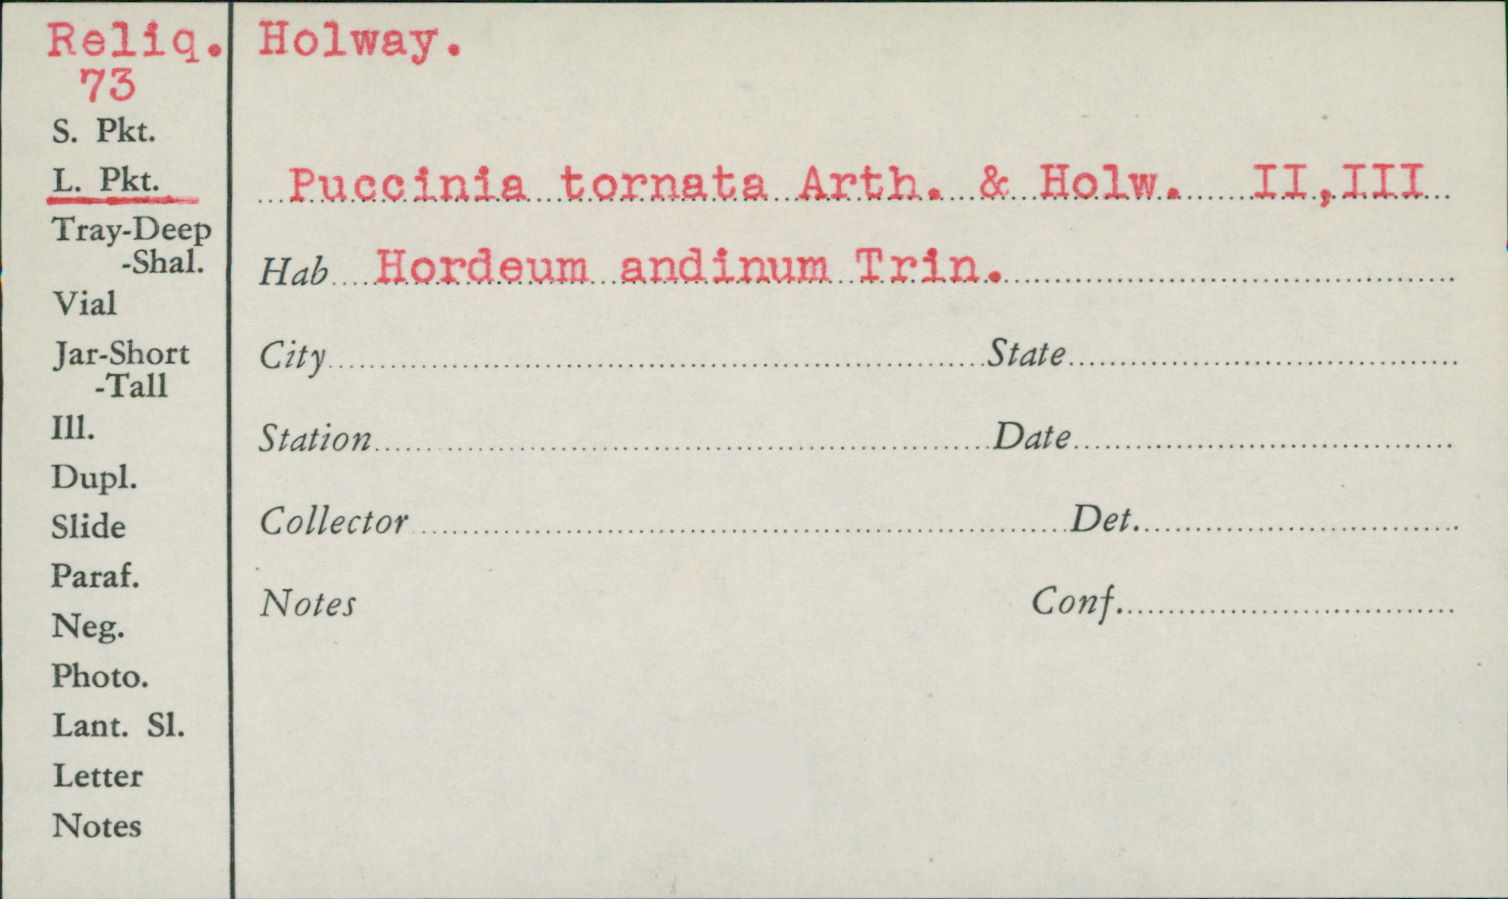 Reliq. Holway.
73
S. Pkt.
L. Pkt.
Tray-Deep
-Shal.
Vial
Jar-Short
-Tall
Ill.
Dupl.
Slide
Paraf.
Neg.
Photo.
Lant. Sl.
Letter
Notes
Puccinia tornata Arth. & Holw. II,III
Hab Hordeum andinum Trin.
City State
Station Date
Collector Det.
Notes Conf.